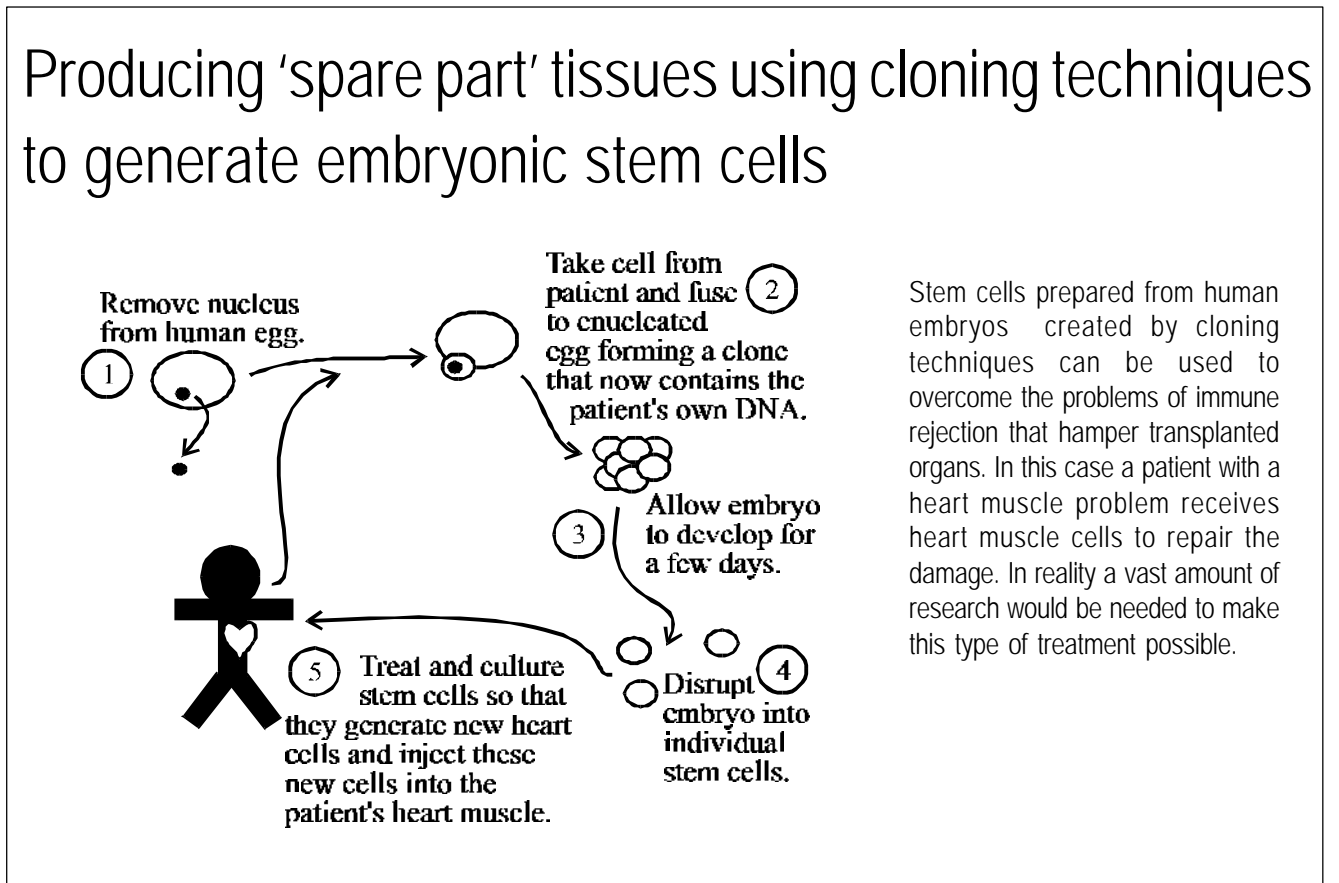 Producing 'spare part' tissues using cloning techniques
to generate embryonic stem cells
Remove nucleus
from human egg.
1
Take cell from
patient and fuse
to enucleated
egg forming a clone
that now contains the
patient's own DNA.
2
Allow embryo
to develop for
a few days.
3
Disrupt
embryo into
individual
stem cells.
4
5
Treat and culture
stem cells so that
they generate new heart
cells and inject these
new cells into the
patient's heart muscle.
Stem cells prepared from human
embryos created by cloning
techniques can be used to
overcome the problems of immune
rejection that hamper transplanted
organs. In this case a patient with a
heart muscle problem receives
heart muscle cells to repair the
damage. In reality a vast amount of
research would be needed to make
this type of treatment possible.